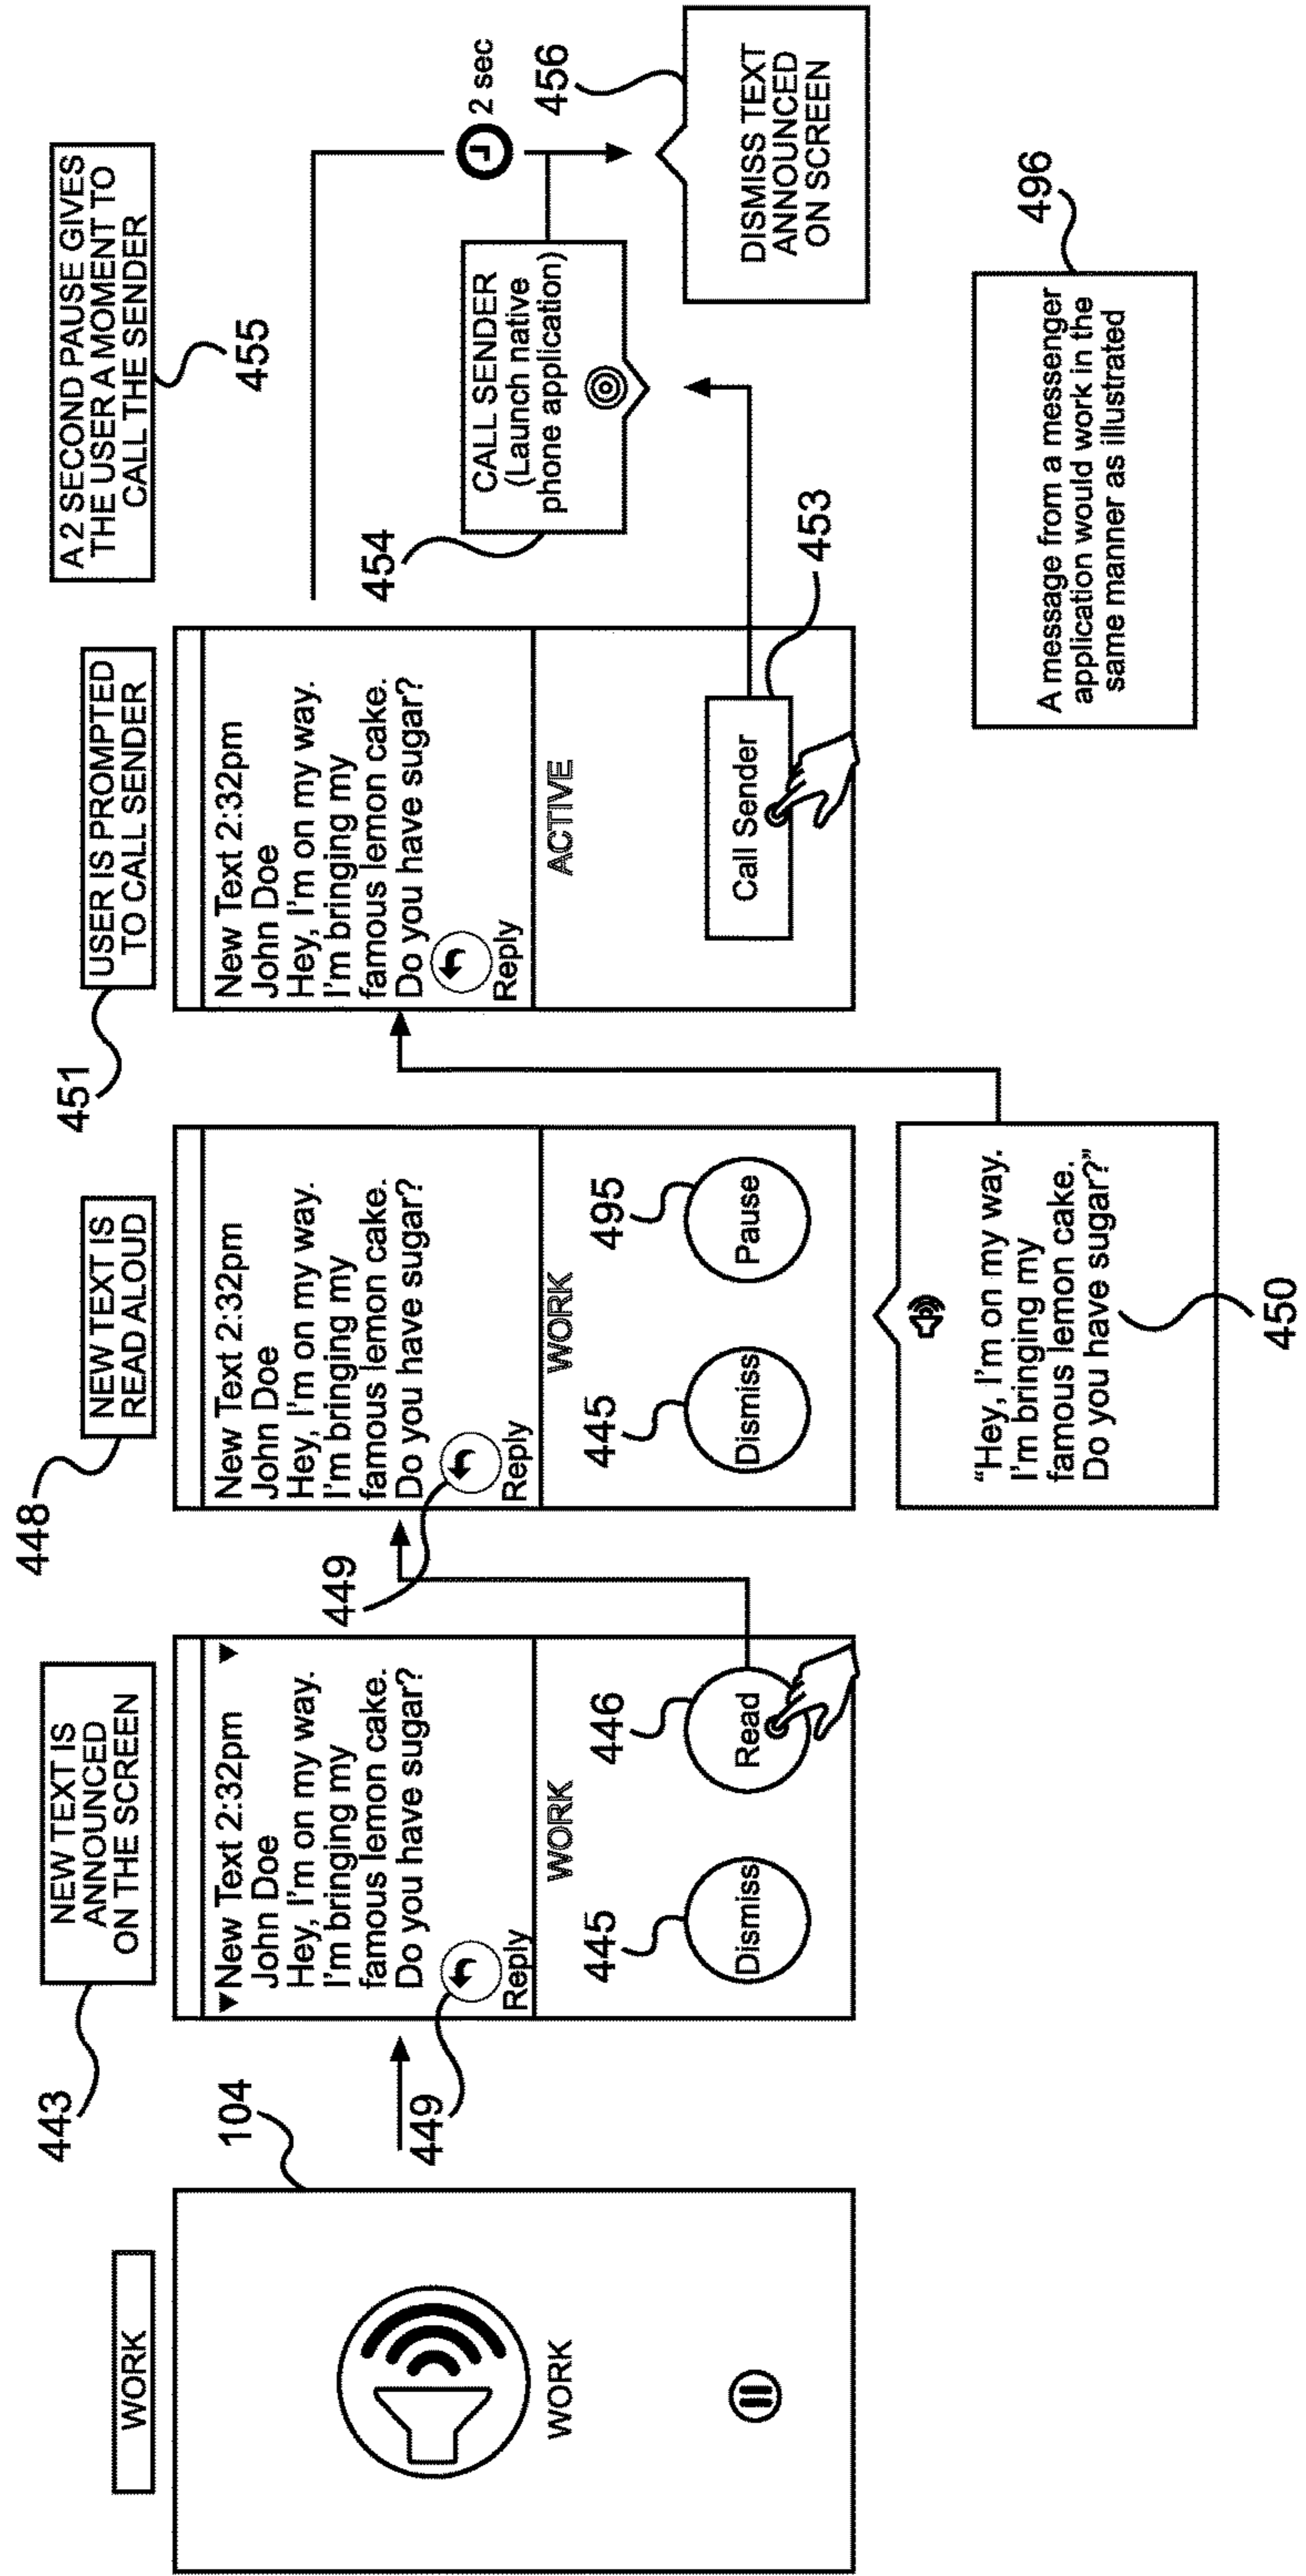 WORK
104
WORK
443
NEW TEXT IS
ANNOUNCED
ON THE SCREEN
New Text 2:32pm
John Doe
Hey, I'm on my way.
I'm bringing my
famous lemon cake.
Do you have sugar?
Reply
449
WORK
445
446
Dismiss
Read
448
NEW TEXT IS
READ ALOUD
New Text 2:32pm
John Doe
Hey, I'm on my way.
I'm bringing my
famous lemon cake.
Do you have sugar?
Reply
449
WORK
445
495
Dismiss
Pause
"Hey, I'm on my way.
I'm bringing my
famous lemon cake.
Do you have sugar?"
450
451
USER IS PROMPTED
TO CALL SENDER
New Text 2:32pm
John Doe
Hey, I'm on my way.
I'm bringing my
famous lemon cake.
Do you have sugar?
Reply
ACTIVE
Call Sender
453
A 2 SECOND PAUSE GIVES
THE USER A MOMENT TO
CALL THE SENDER
455
2 sec
454
CALL SENDER
(Launch native
phone application)
456
DISMISS TEXT
ANNOUNCED
ON SCREEN
496
A message from a messenger
application would work in the
same manner as illustrated